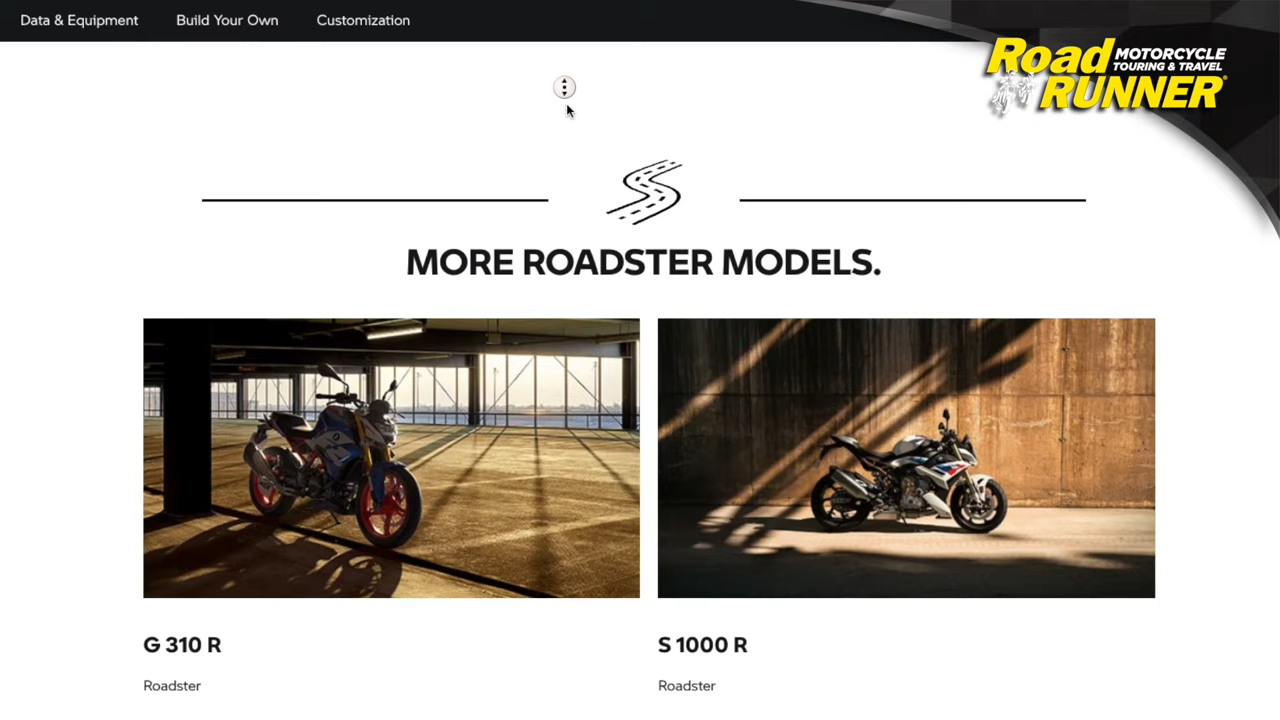 Data & Equipment Build Your Own Customization
Road MOTORCYCLE
TOURING & TRAVEL
RUNNER®
MORE ROADSTER MODELS.
G 310 R S 1000 R
Roadster Roadster